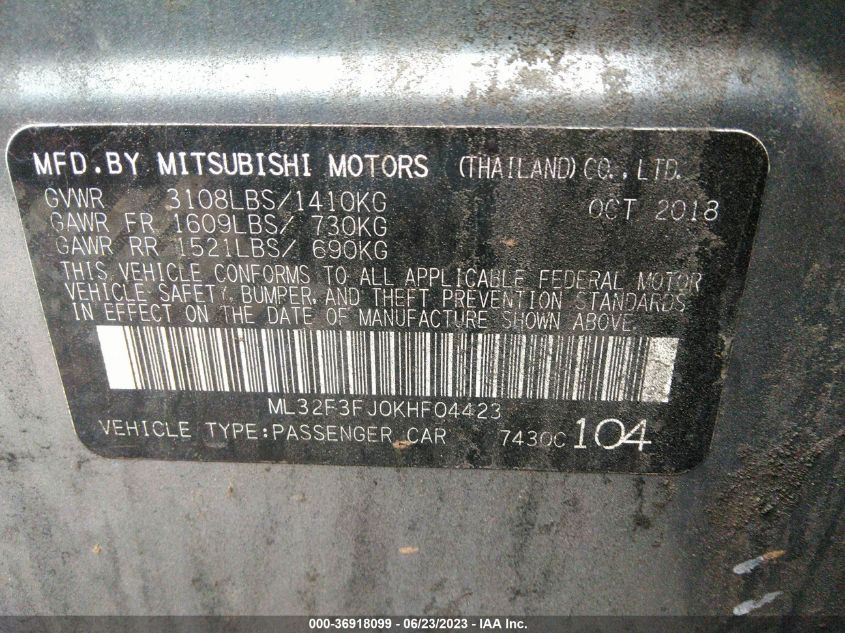 MFD.BY MITSUBISHI MOTORS (THAILAND) CO., LTD.
GVWR 3108LBS/1410KG OCT 2018
GAWR FR 1609LBS/ 730KG
GAWR RR 1521LBS/ 690KG
THIS VEHICLE CONFORMS TO ALL APPLICABLE FEDERAL MOTOR
VEHICLE SAFETY, BUMPER, AND THEFT PREVENTION STANDARDS
IN EFFECT ON THE DATE OF MANUFACTURE SHOWN ABOVE.
ML32F3FJ0KHF04423
VEHICLE TYPE:PASSENGER CAR 7430C 104
000-36918099 — 06/23/2023 — IAA Inc.